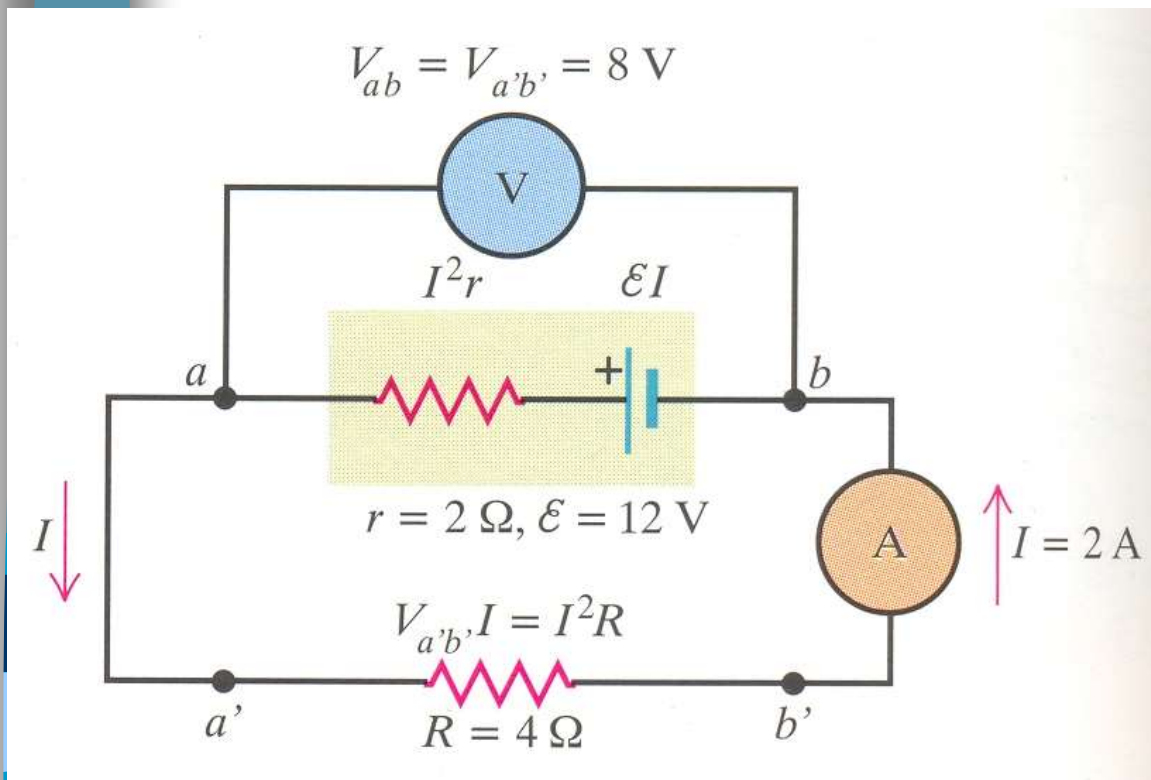 V_ab = V_a'b' = 8 V
V
I²r
ℰI
a
+
b
r = 2 Ω, ℰ = 12 V
I
A
I = 2 A
V_a'b' I = I²R
a'
R = 4 Ω
b'